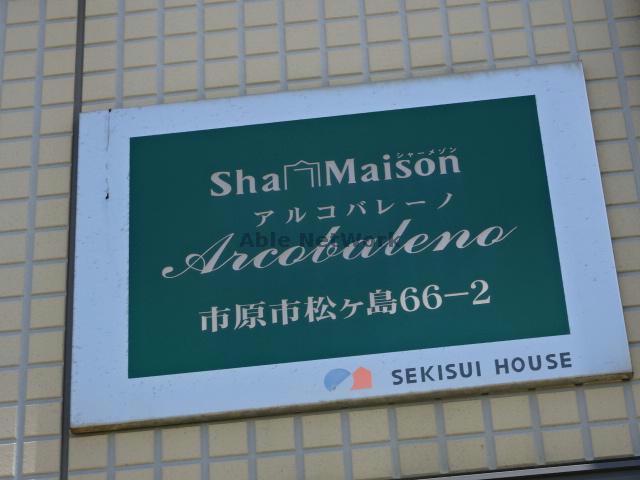 シャーメゾン
Sha Maison
アルコバレーノ
Arcobaleno
Able Network
市原市松ヶ島66−2
SEKISUI HOUSE